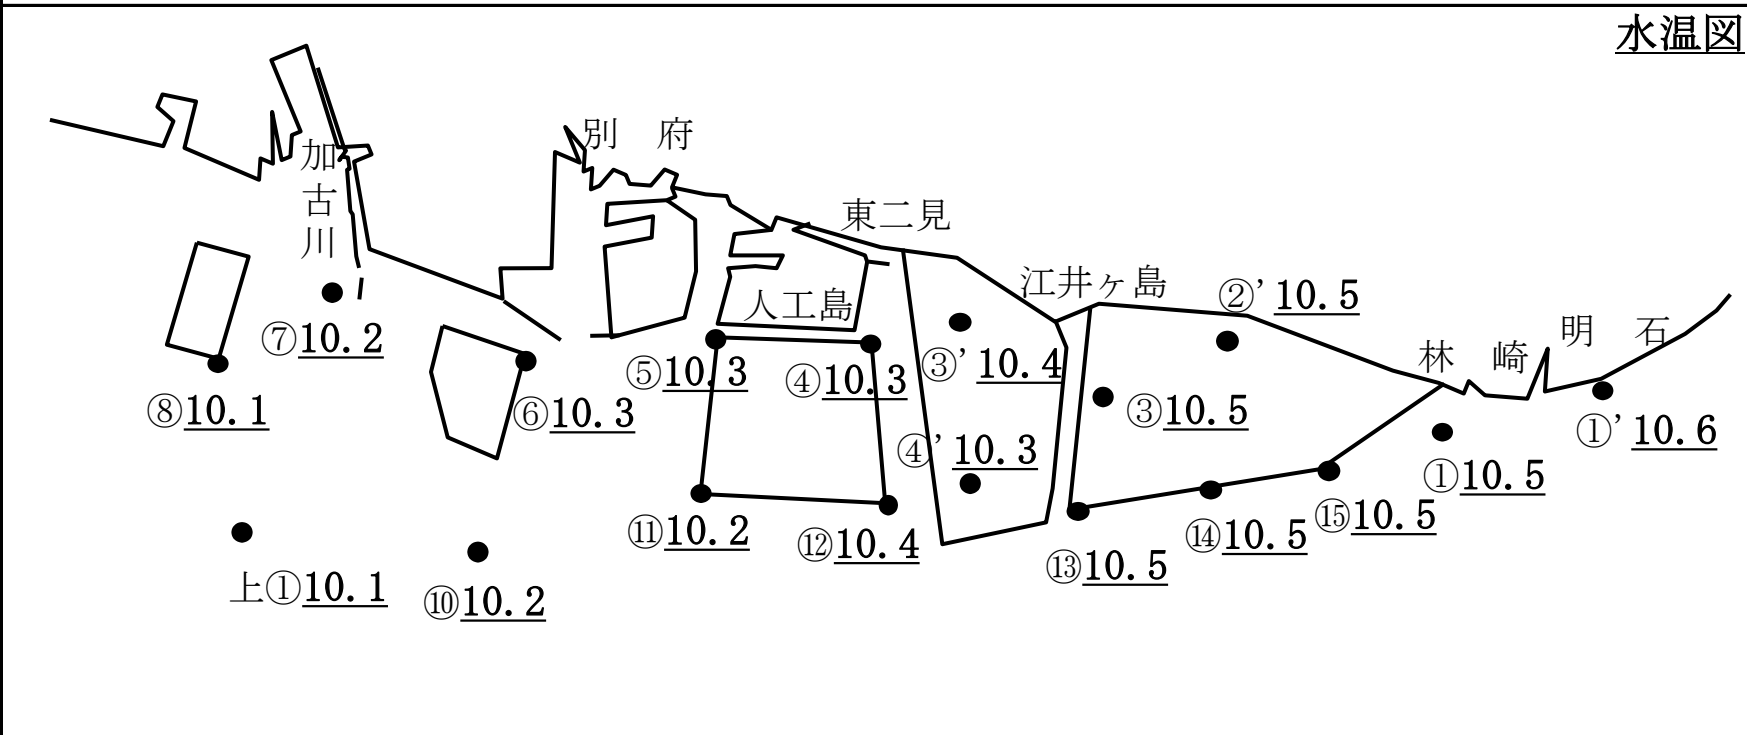 水温図
別　府
加古川
東二見
江井ヶ島
②' 10.5
人工島
明　石
林　崎
⑦10.2
⑤10.3
④10.3
③' 10.4
⑧10.1
⑥10.3
③10.5
①' 10.6
④' 10.3
①10.5
⑪10.2
⑫10.4
⑬10.5
⑭10.5
⑮10.5
上①10.1
⑩10.2